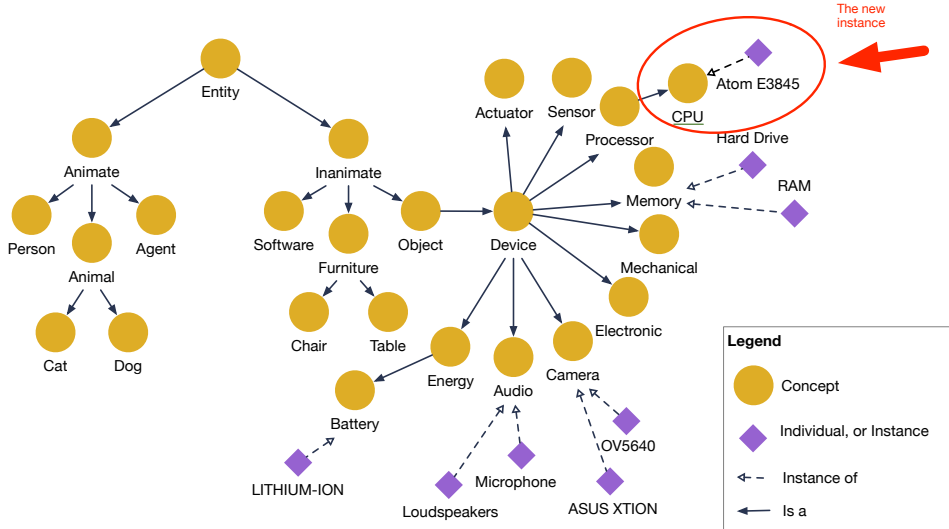 The new
instance
Entity
Actuator
Sensor
Atom E3845
CPU
Processor
Hard Drive
Animate
Inanimate
Memory
RAM
Person
Agent
Software
Object
Device
Animal
Furniture
Mechanical
Chair
Table
Electronic
Cat
Dog
Energy
Audio
Camera
Battery
OV5640
LITHIUM-ION
Microphone
Loudspeakers
ASUS XTION
Legend
Concept
Individual, or Instance
Instance of
Is a